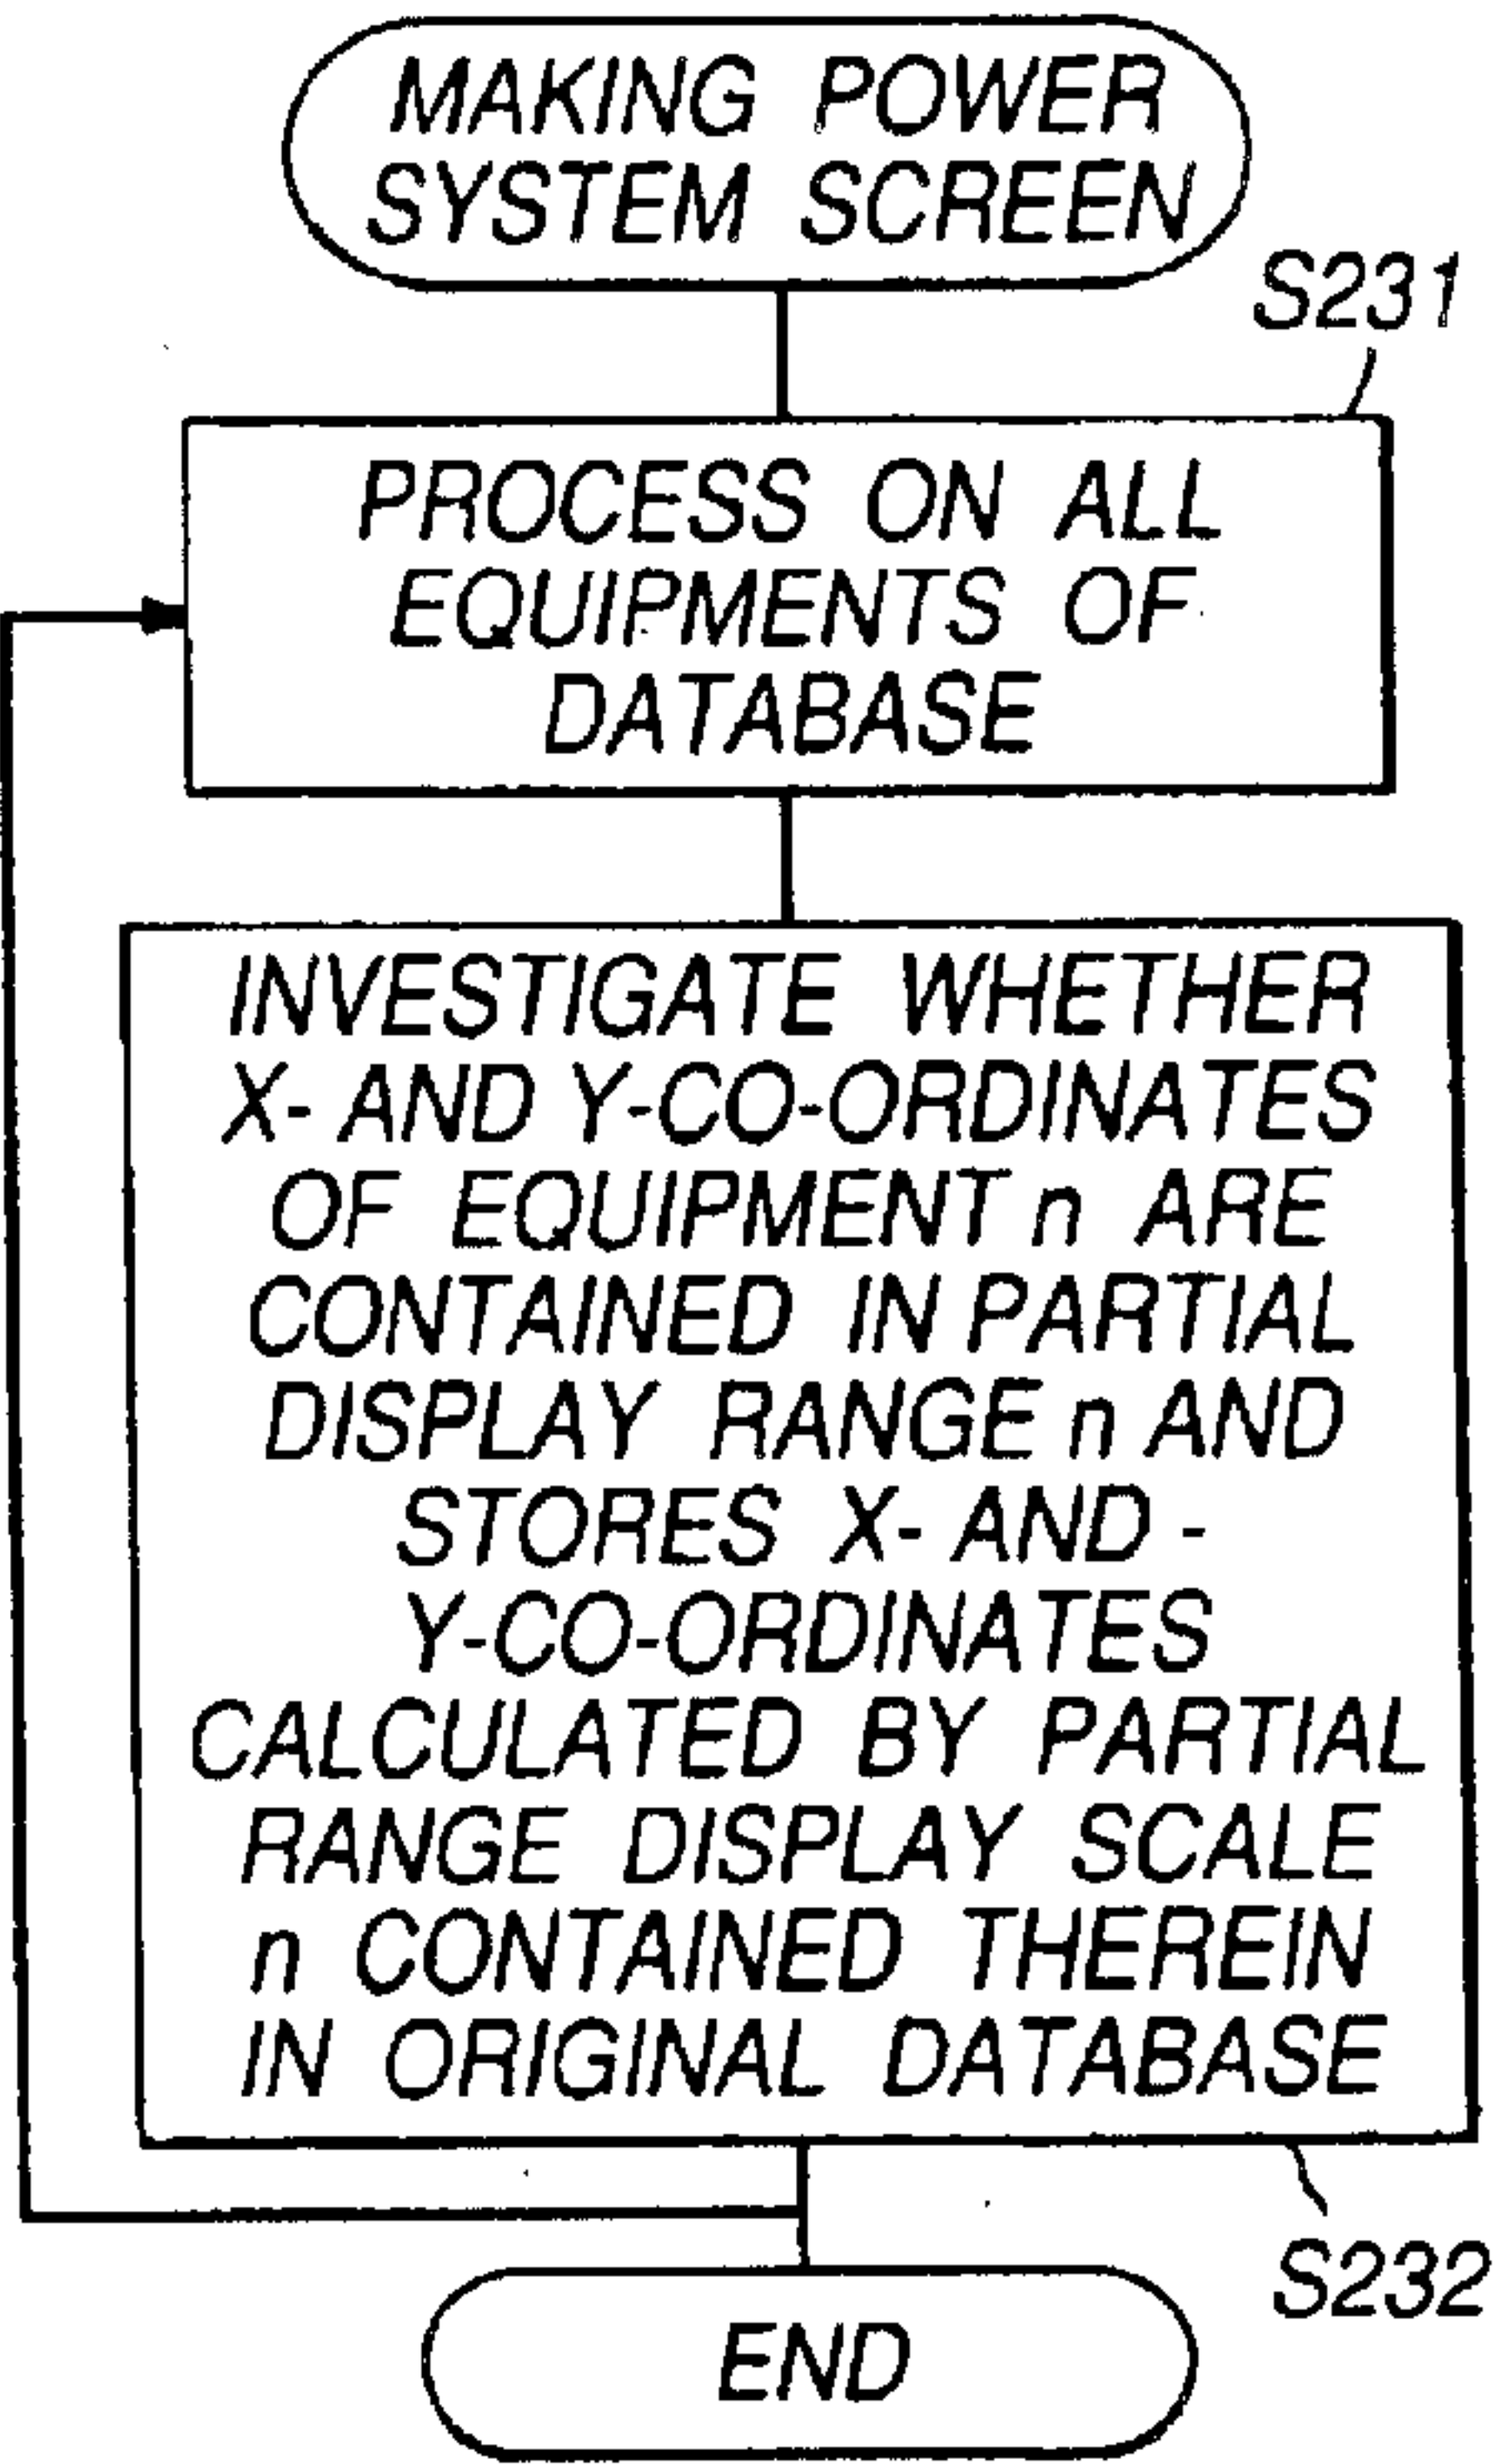 MAKING POWER
SYSTEM SCREEN
S231
PROCESS ON ALL
EQUIPMENTS OF
DATABASE
INVESTIGATE WHETHER
X- AND Y-CO-ORDINATES
OF EQUIPMENT n ARE
CONTAINED IN PARTIAL
DISPLAY RANGE n AND
STORES X- AND -
Y-CO-ORDINATES
CALCULATED BY PARTIAL
RANGE DISPLAY SCALE
n CONTAINED THEREIN
IN ORIGINAL DATABASE
S232
END